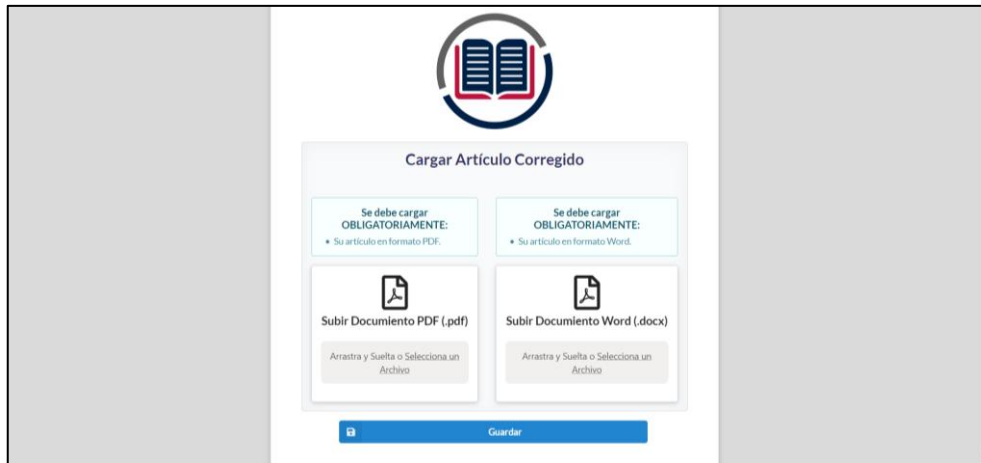 Cargar Artículo Corregido
Se debe cargar
OBLIGATORIAMENTE:
• Su artículo en formato PDF.
Se debe cargar
OBLIGATORIAMENTE:
• Su artículo en formato Word.
Subir Documiento PDF (.pdf)
Arrastra y Suelta o Selecciona un
Archivo
Subir Documiento Word (.docx)
Arrastra y Suelta o Selecciona un
Archivo
Guardar